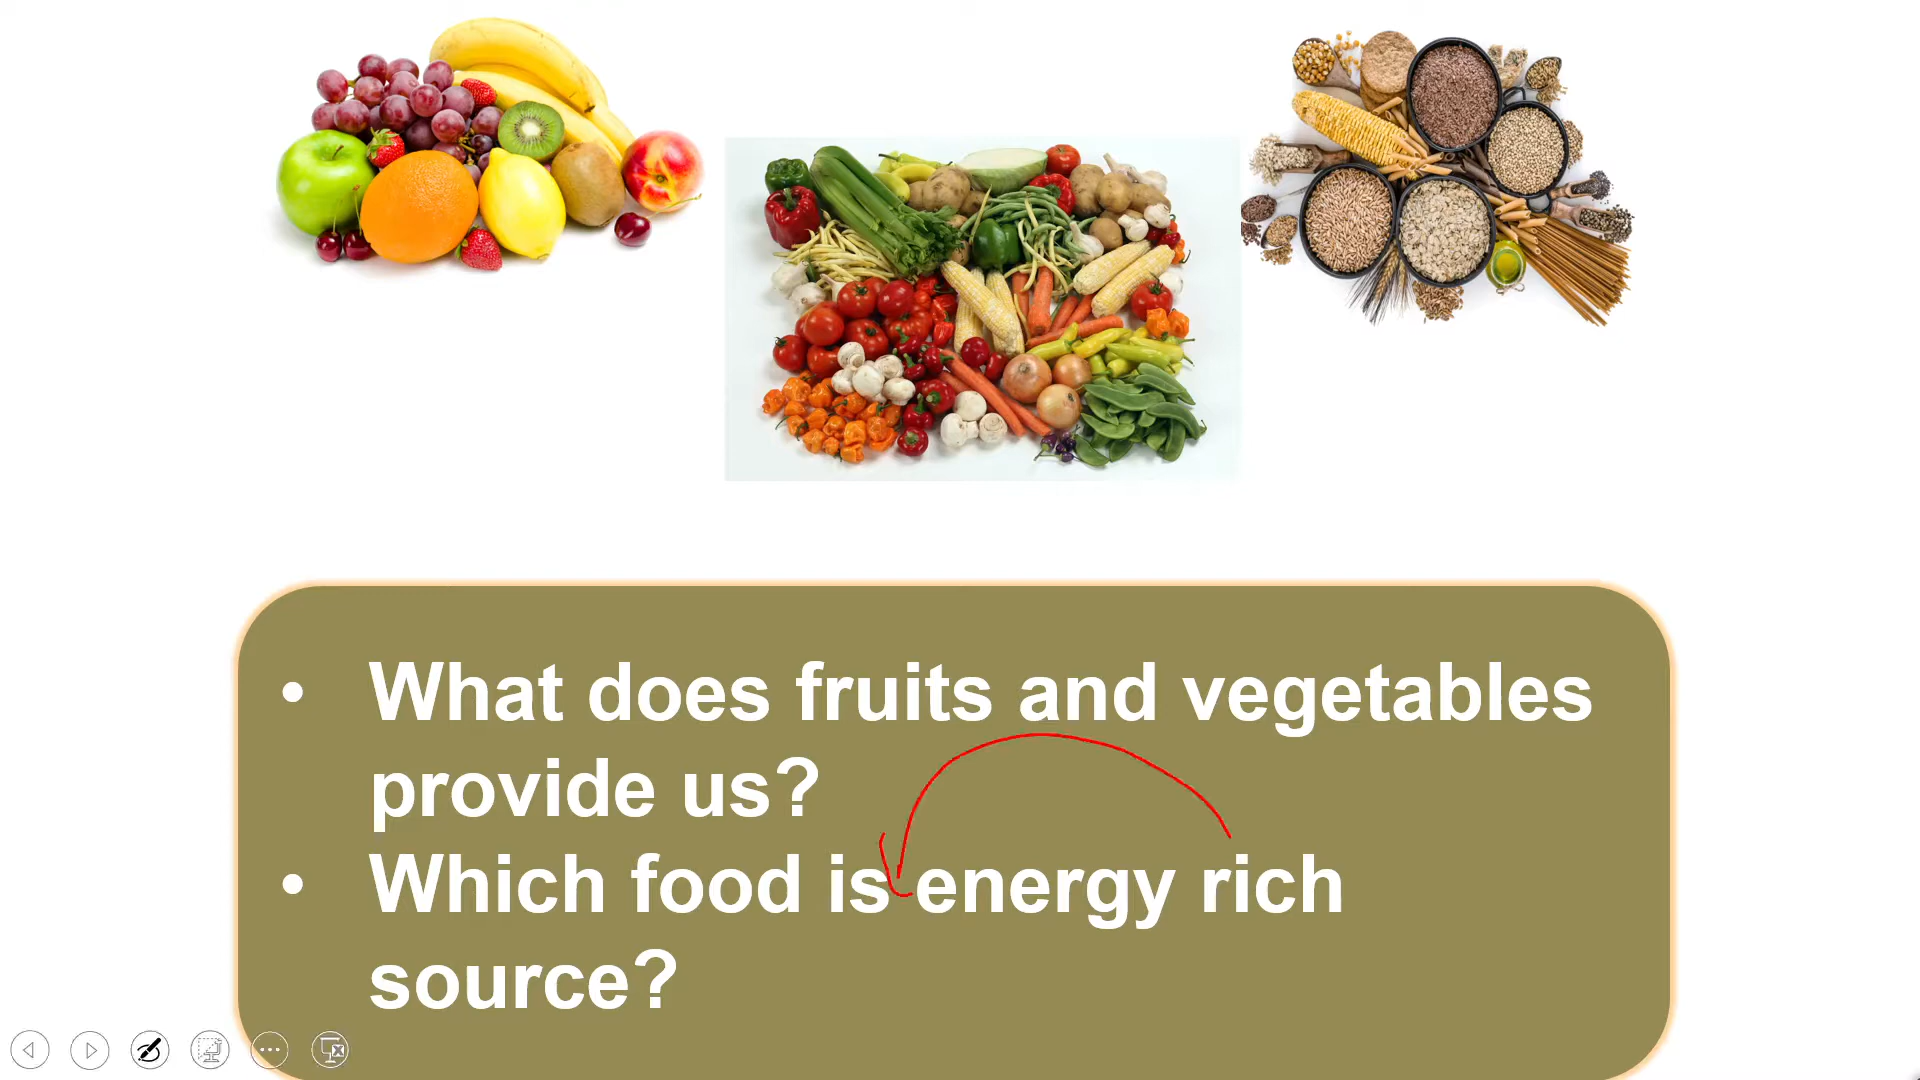 • What does fruits and vegetables
provide us?
• Which food is energy rich
source?